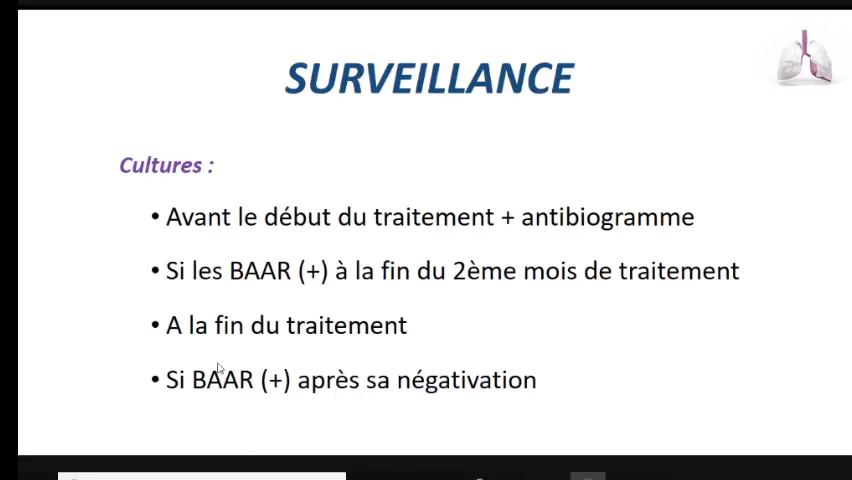 SURVEILLANCE
Cultures :
• Avant le début du traitement + antibiogramme
• Si les BAAR (+) à la fin du 2ème mois de traitement
• A la fin du traitement
• Si BAAR (+) après sa négativation